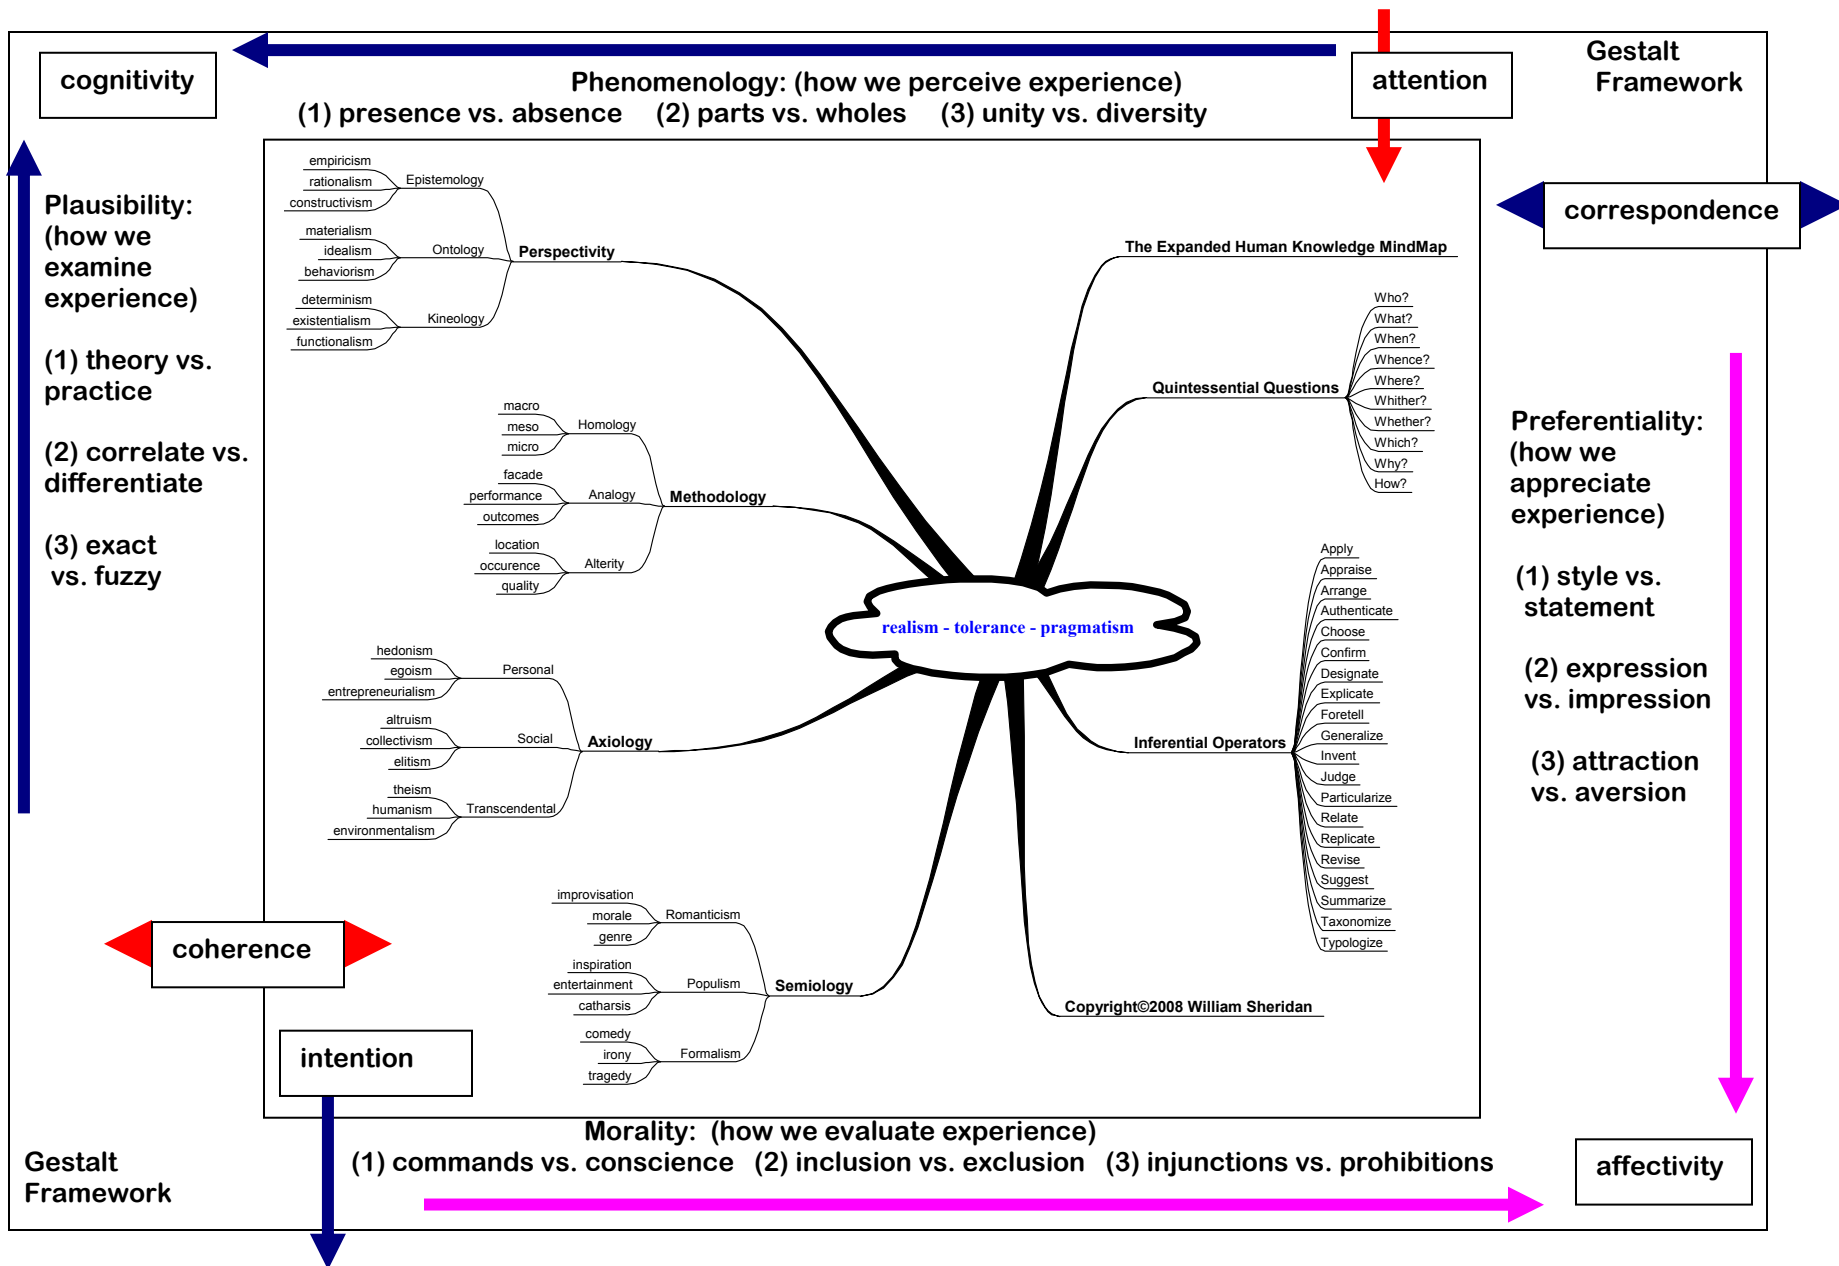 cognitivity
Phenomenology: (how we perceive experience)
(1) presence vs. absence (2) parts vs. wholes (3) unity vs. diversity
attention
Gestalt
Framework
correspondence
Plausibility:
(how we
examine
experience)
(1) theory vs.
practice
(2) correlate vs.
differentiate
(3) exact
vs. fuzzy
empiricism
rationalism
constructivism
Epistemology
materialism
idealism
behaviorism
Ontology
determinism
existentialism
functionalism
Kineology
Perspectivity
macro
meso
micro
Homology
facade
performance
outcomes
Analogy
location
occurence
quality
Alterity
Methodology
hedonism
egoism
entrepreneurialism
Personal
altruism
collectivism
elitism
Social
theism
humanism
environmentalism
Transcendental
Axiology
improvisation
morale
genre
Romanticism
inspiration
entertainment
catharsis
Populism
comedy
irony
tragedy
Formalism
Semiology
realism - tolerance - pragmatism
The Expanded Human Knowledge MindMap
Quintessential Questions
Who?
What?
When?
Whence?
Where?
Whither?
Whether?
Which?
Why?
How?
Inferential Operators
Apply
Appraise
Arrange
Authenticate
Choose
Confirm
Designate
Explicate
Foretell
Generalize
Invent
Judge
Particularize
Relate
Replicate
Revise
Suggest
Summarize
Taxonomize
Typologize
Copyright©2008 William Sheridan
Preferentiality:
(how we
appreciate
experience)
(1) style vs.
statement
(2) expression
vs. impression
(3) attraction
vs. aversion
coherence
intention
Morality: (how we evaluate experience)
(1) commands vs. conscience (2) inclusion vs. exclusion (3) injunctions vs. prohibitions
Gestalt
Framework
affectivity